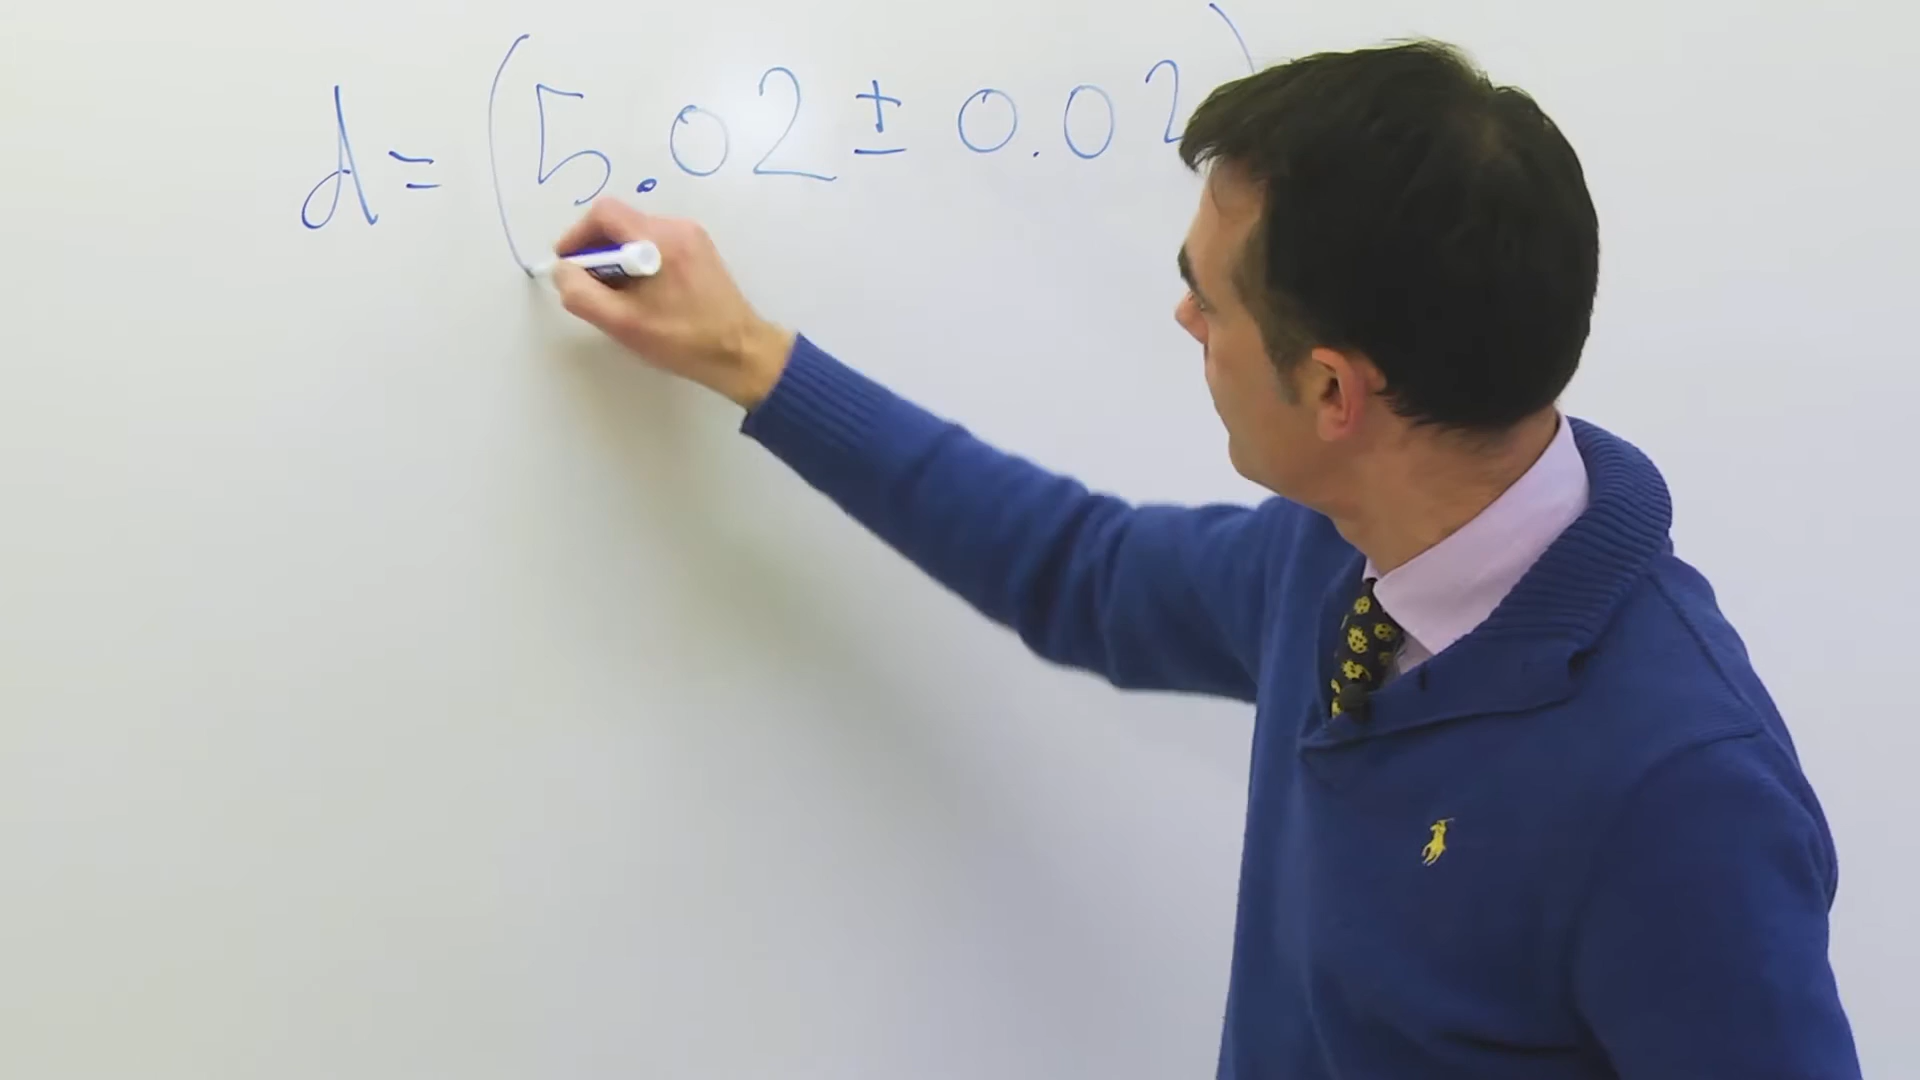 d = (5.02 ± 0.02)